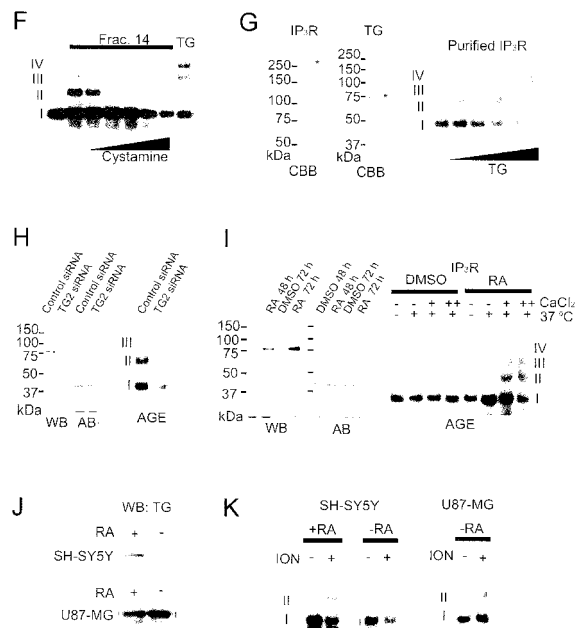 F
Frac. 14
TG
IV
III
II
I
Cystamine
G
IP₃R
TG
Purified IP₃R
250
150
100
75
50
kDa
CBB
250
150
100
75
50
37
kDa
CBB
IV
III
II
I
TG
H
Control siRNA
TG2 siRNA
Control siRNA
TG2 siRNA
Control siRNA
TG2 siRNA
150
100
75
50
37
kDa
WB
AB
III
II
I
AGE
I
RA 48 h
DMSO 72 h
RA 72 h
DMSO 48 h
RA 48 h
DMSO 72 h
RA 72 h
150
100
75
50
37
kDa
WB
AB
IP₃R
DMSO
RA
- - + ++ - - + ++ CaCl₂
- + + + - + + + 37 °C
IV
III
II
I
AGE
J
WB: TG
RA + -
SH-SY5Y
RA + -
U87-MG
K
SH-SY5Y
U87-MG
+RA
-RA
-RA
ION - + - +
ION - +
II
I
II
I